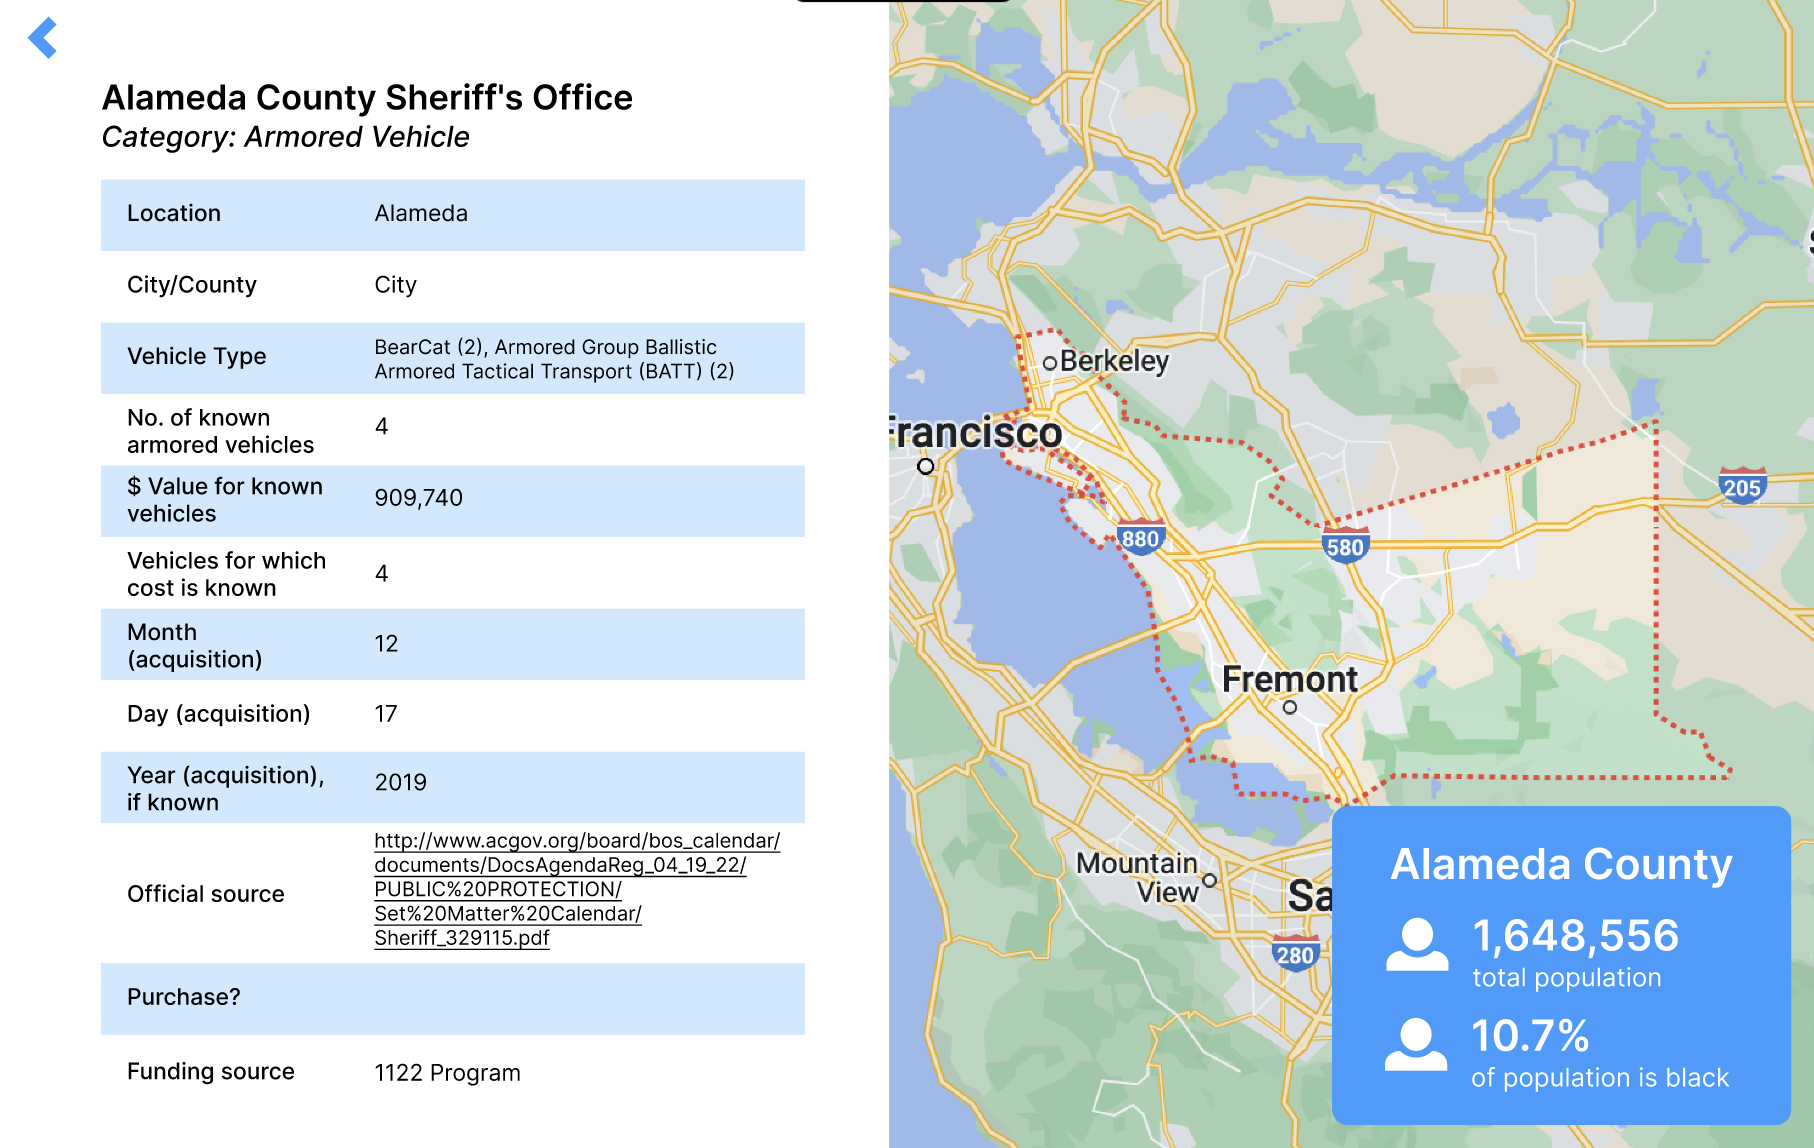 Alameda County Sheriff's Office
Category: Armored Vehicle
Location
Alameda
City/County
City
Vehicle Type
BearCat (2), Armored Group Ballistic
Armored Tactical Transport (BATT) (2)
No. of known
armored vehicles
4
$ Value for known
vehicles
909,740
Vehicles for which
cost is known
4
Month
(acquisition)
12
Day (acquisition)
17
Year (acquisition),
if known
2019
Official source
http://www.acgov.org/board/bos_calendar/
documents/DocsAgendaReg_04_19_22/
PUBLIC%20PROTECTION/
Set%20Matter%20Calendar/
Sheriff_329115.pdf
Purchase?
Funding source
1122 Program
Berkeley
Francisco
205
880
580
Fremont
Mountain
View
Sa
280
Alameda County
1,648,556
total population
10.7%
of population is black